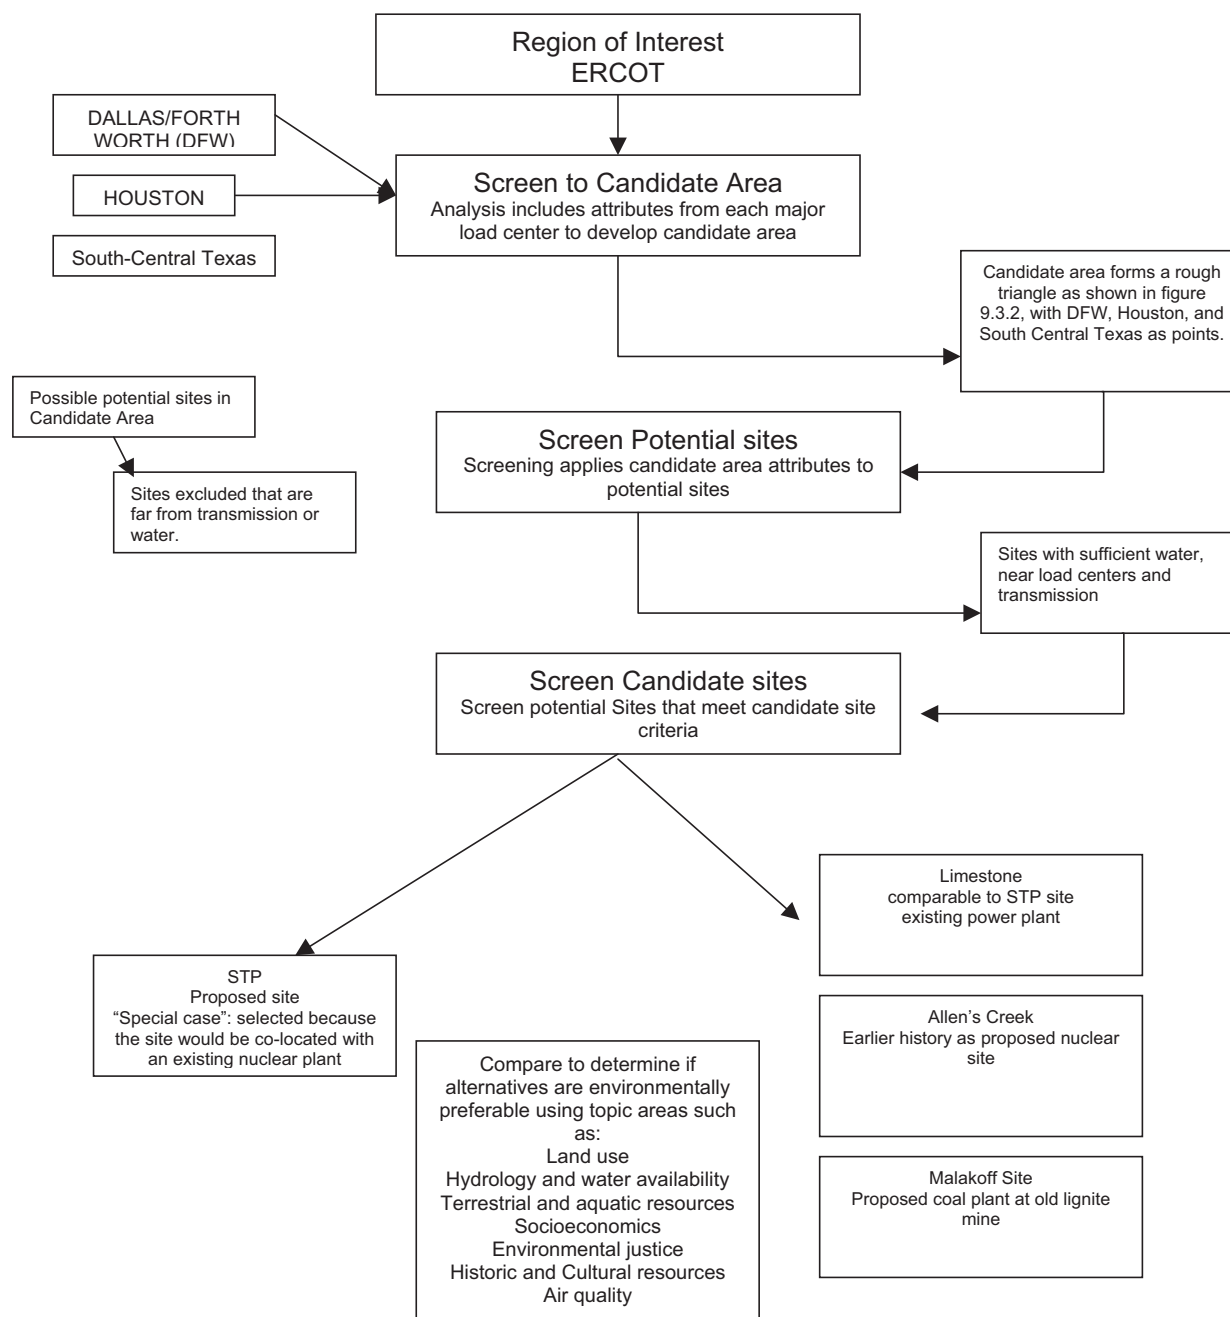 Region of Interest
ERCOT
DALLAS/FORTH
WORTH (DFW)
HOUSTON
South-Central Texas
Screen to Candidate Area
Analysis includes attributes from each major
load center to develop candidate area
Candidate area forms a rough
triangle as shown in figure
9.3.2, with DFW, Houston, and
South Central Texas as points.
Possible potential sites in
Candidate Area
Sites excluded that are
far from transmission or
water.
Screen Potential sites
Screening applies candidate area attributes to
potential sites
Sites with sufficient water,
near load centers and
transmission
Screen Candidate sites
Screen potential Sites that meet candidate site
criteria
STP
Proposed site
“Special case”: selected because
the site would be co-located with
an existing nuclear plant
Compare to determine if
alternatives are environmentally
preferable using topic areas such
as:
Land use
Hydrology and water availability
Terrestrial and aquatic resources
Socioeconomics
Environmental justice
Historic and Cultural resources
Air quality
Limestone
comparable to STP site
existing power plant
Allen’s Creek
Earlier history as proposed nuclear
site
Malakoff Site
Proposed coal plant at old lignite
mine